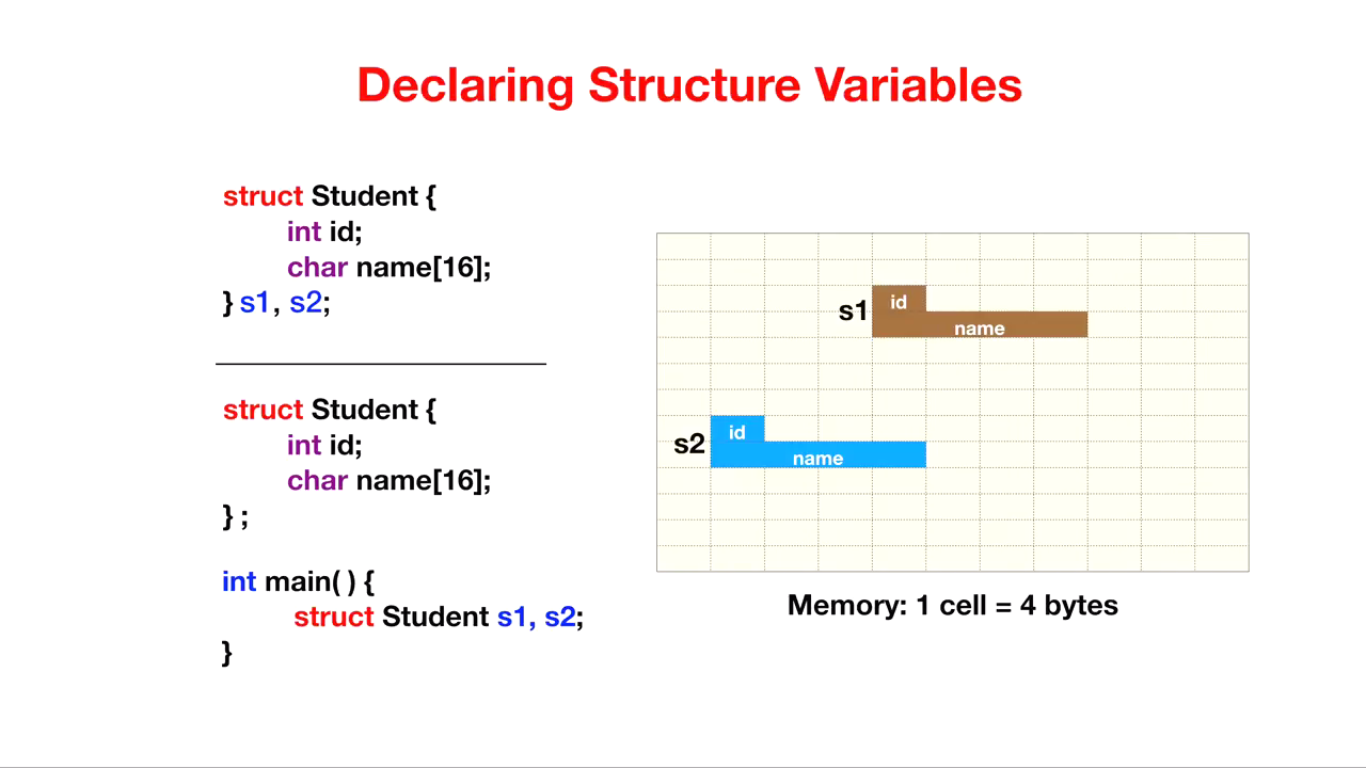 Declaring Structure Variables
struct Student {
int id;
char name[16];
} s1, s2;
struct Student {
int id;
char name[16];
} ;
int main( ) {
struct Student s1, s2;
}
s1
id
name
s2
id
name
Memory: 1 cell = 4 bytes